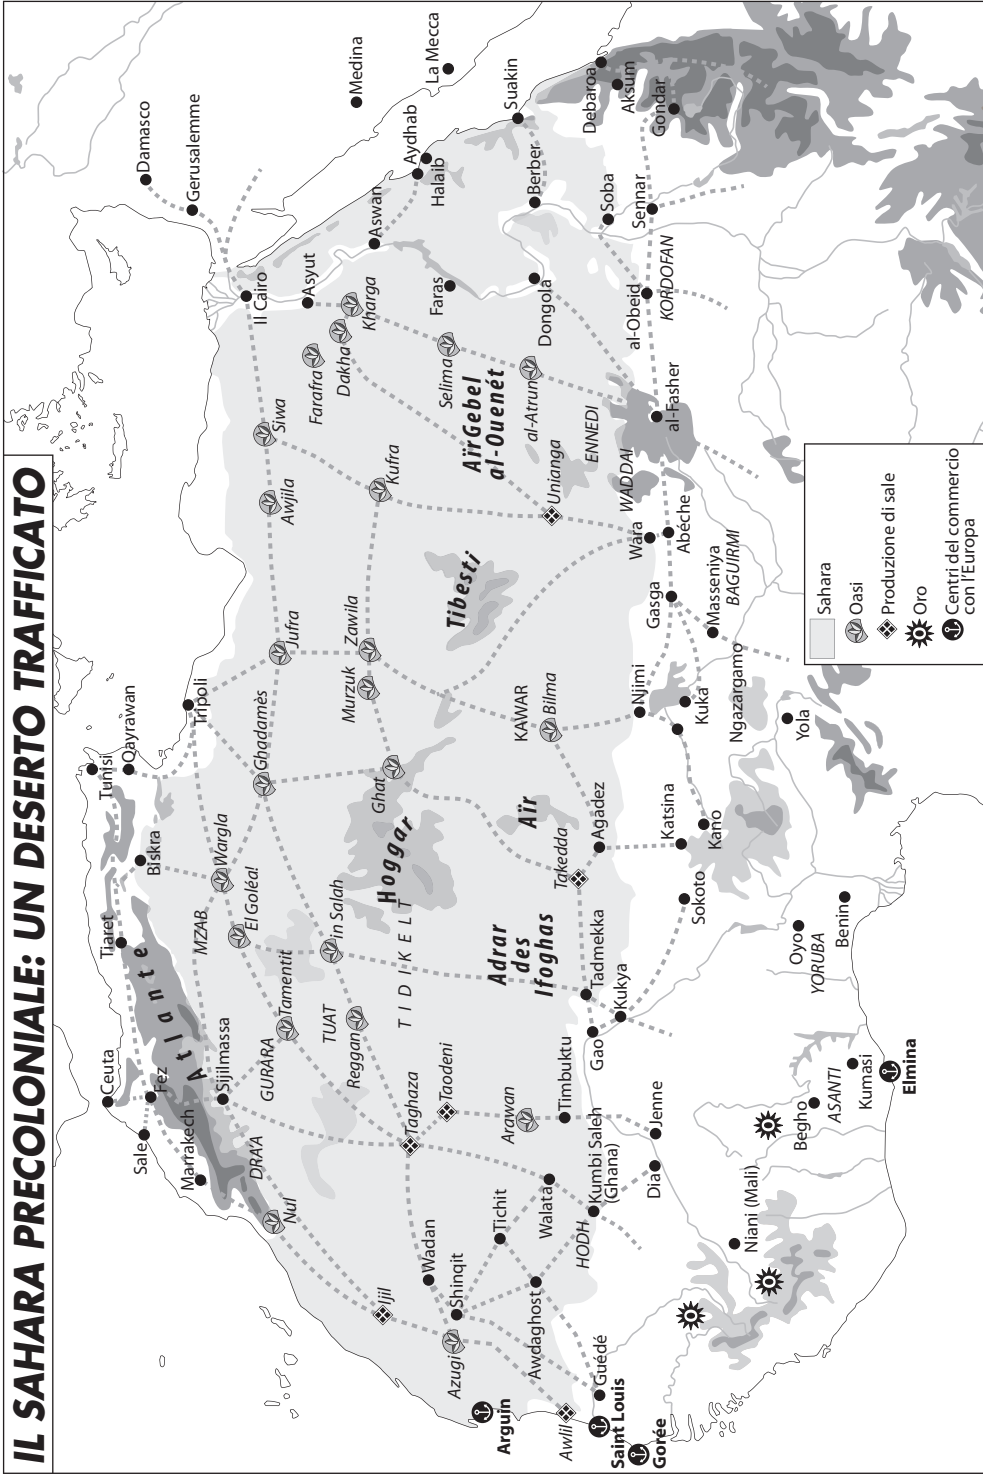 IL SAHARA PRECOLONIALE: UN DESERTO TRAFFICATO
Ceuta
Sale
Fez
Marrakech
Atlante
Tiaret
Tunisi
Qayrawan
Biskra
Tripoli
Damasco
Gerusalemme
Il Cairo
Medina
La Mecca
Sijilmassa
DRA'A
Nul
MZAB
Wargla
El Goléa!
GURARA
Tamentit
TUAT
Reggan
in Salah
TIDIKELT
Ghadamès
Jufra
Awjila
Siwa
Asyut
Farafra
Dakha
Kharga
Aswan
Aydhab
Halaib
Suakin
Ijil
Wadan
Shinqit
Azugi
Taghaza
Taodeni
Arawan
Hoggar
Ghat
Murzuk
Zawila
Kufra
Tibesti
AïrGebel
al-Ouenét
Selima
Faras
al-Atrun
Dongola
Berber
Arguin
Awlil
Saint Louis
Gorée
Guédé
Awdaghost
Tichit
Walata
HODH
Kumbi Saleh
(Ghana)
Timbuktu
Adrar
des
Ifoghas
Tadmekka
Gao
Kukya
Takedda
Aïr
Agadez
KAWAR
Bilma
Unianga
ENNEDI
WADDAI
Wara
Abéche
al-Fasher
al-Obeid
KORDOFAN
Soba
Sennar
Debaroa
Aksum
Gondar
Dia
Jenne
Niani (Mali)
Begho
ASANTI
Kumasi
Elmina
Oyo
YORUBA
Benin
Sokoto
Katsina
Kano
Njimi
Kuka
Ngazargamo
Yola
Gasga
Masseniya
BAGUIRMI
Sahara
Oasi
Produzione di sale
Oro
Centri del commercio
con l'Europa